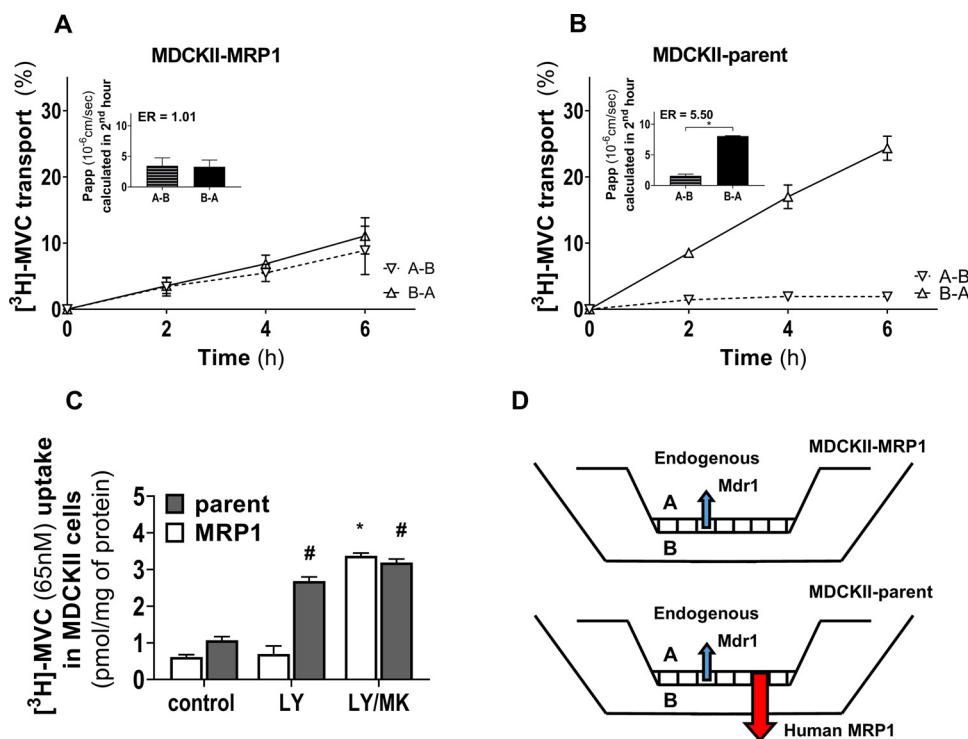 A
MDCKII-MRP1
[³H]-MVC transport (%)
30
20
10
0
0
2
4
6
Time (h)
ER = 1.01
Papp (10⁻⁶cm/sec)
calculated in 2ⁿᵈ hour
10
5
0
A-B
B-A
A-B
B-A
B
MDCKII-parent
[³H]-MVC transport (%)
30
20
10
0
0
2
4
6
Time (h)
ER = 5.50
*
Papp (10⁻⁶cm/sec)
calculated in 2ⁿᵈ hour
10
5
0
A-B
B-A
A-B
B-A
C
[³H]-MVC (65nM) uptake
in MDCKII cells
(pmol/mg of protein)
5
4
3
2
1
0
parent
MRP1
#
*
#
control
LY
LY/MK
D
MDCKII-MRP1
Endogenous
A
Mdr1
B
MDCKII-parent
Endogenous
A
Mdr1
B
Human MRP1